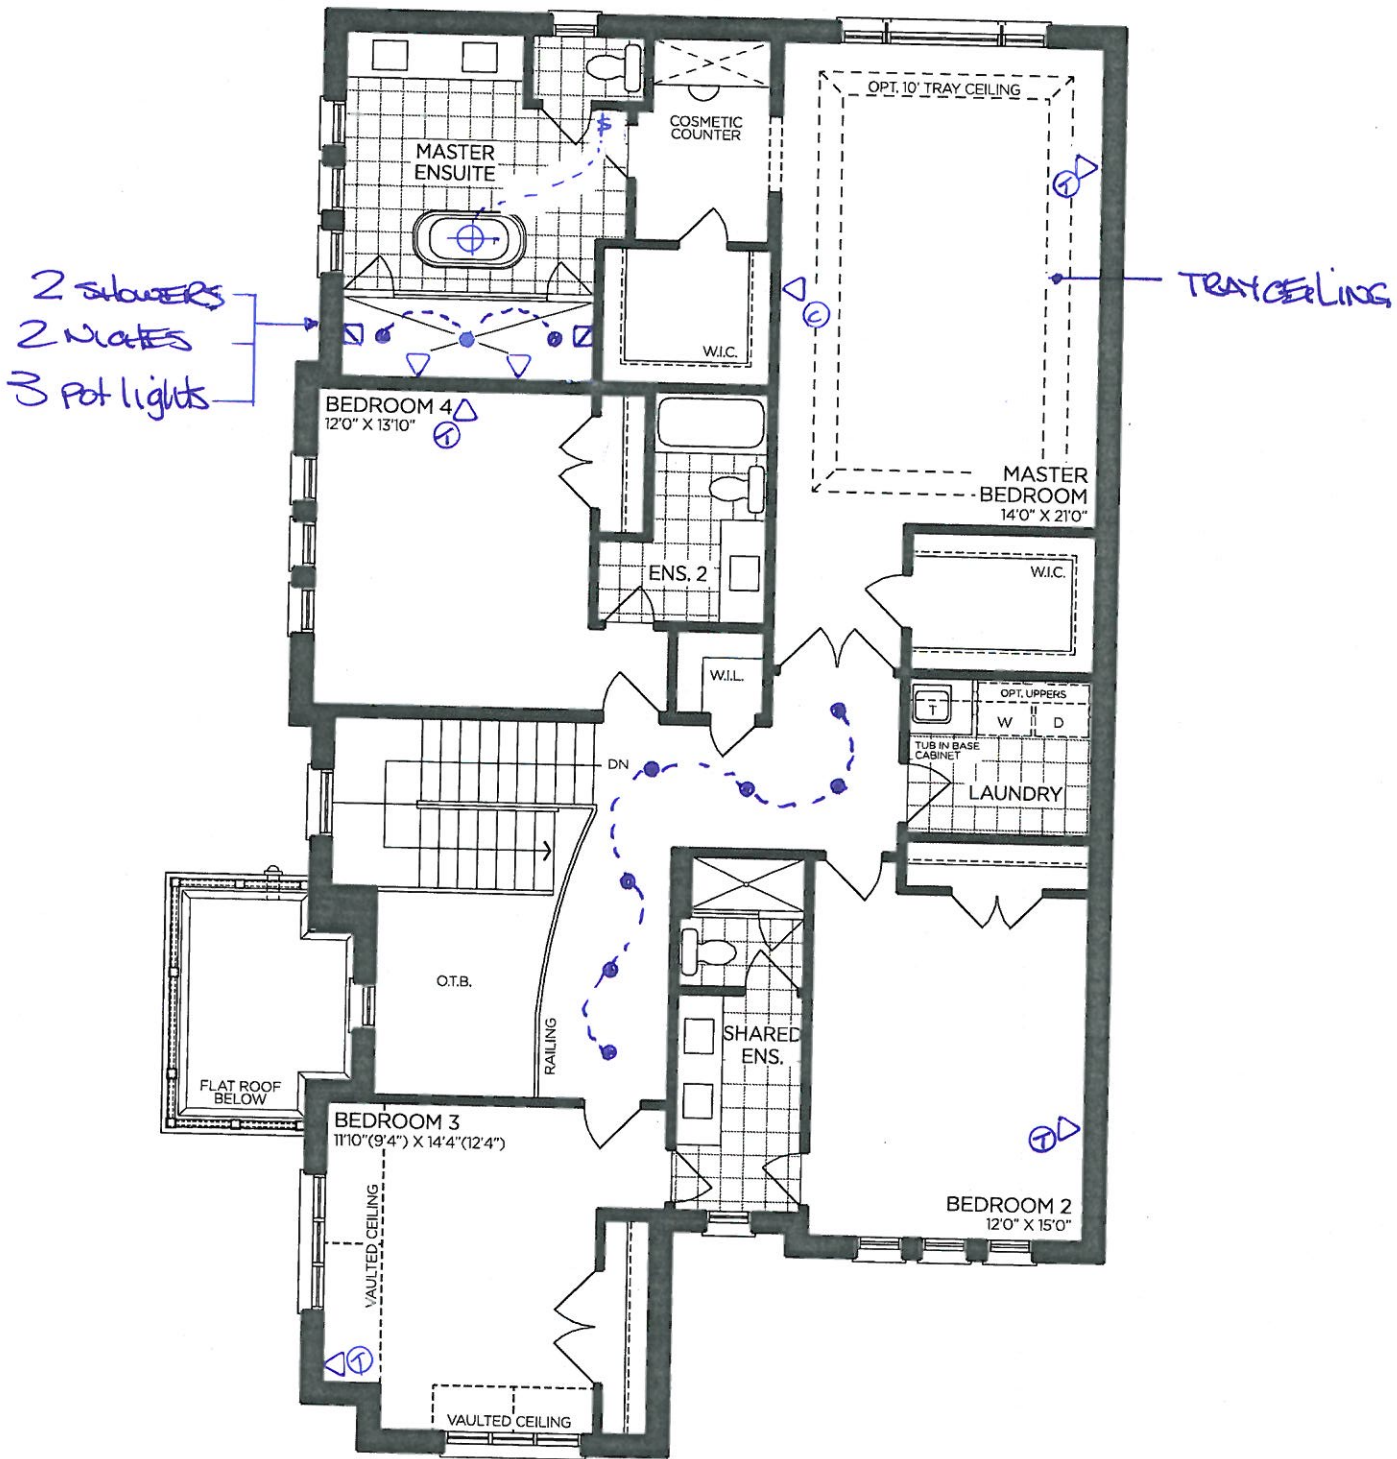 OPT. 10' TRAY CEILING
COSMETIC
COUNTER
MASTER
ENSUITE
$
T
2 SHOWERS
2 NICHES
3 Pot lights
TRAY CEILING
C
W.I.C.
BEDROOM 4
12'0" X 13'10"
T
MASTER
BEDROOM
14'0" X 21'0"
ENS. 2
W.I.C.
W.I.L.
OPT. UPPERS
T
W
D
TUB IN BASE
CABINET
LAUNDRY
DN
O.T.B.
RAILING
SHARED
ENS.
FLAT ROOF
BELOW
BEDROOM 3
11'10"(9'4") X 14'4"(12'4")
T
VAULTED CEILING
BEDROOM 2
12'0" X 15'0"
T
VAULTED CEILING